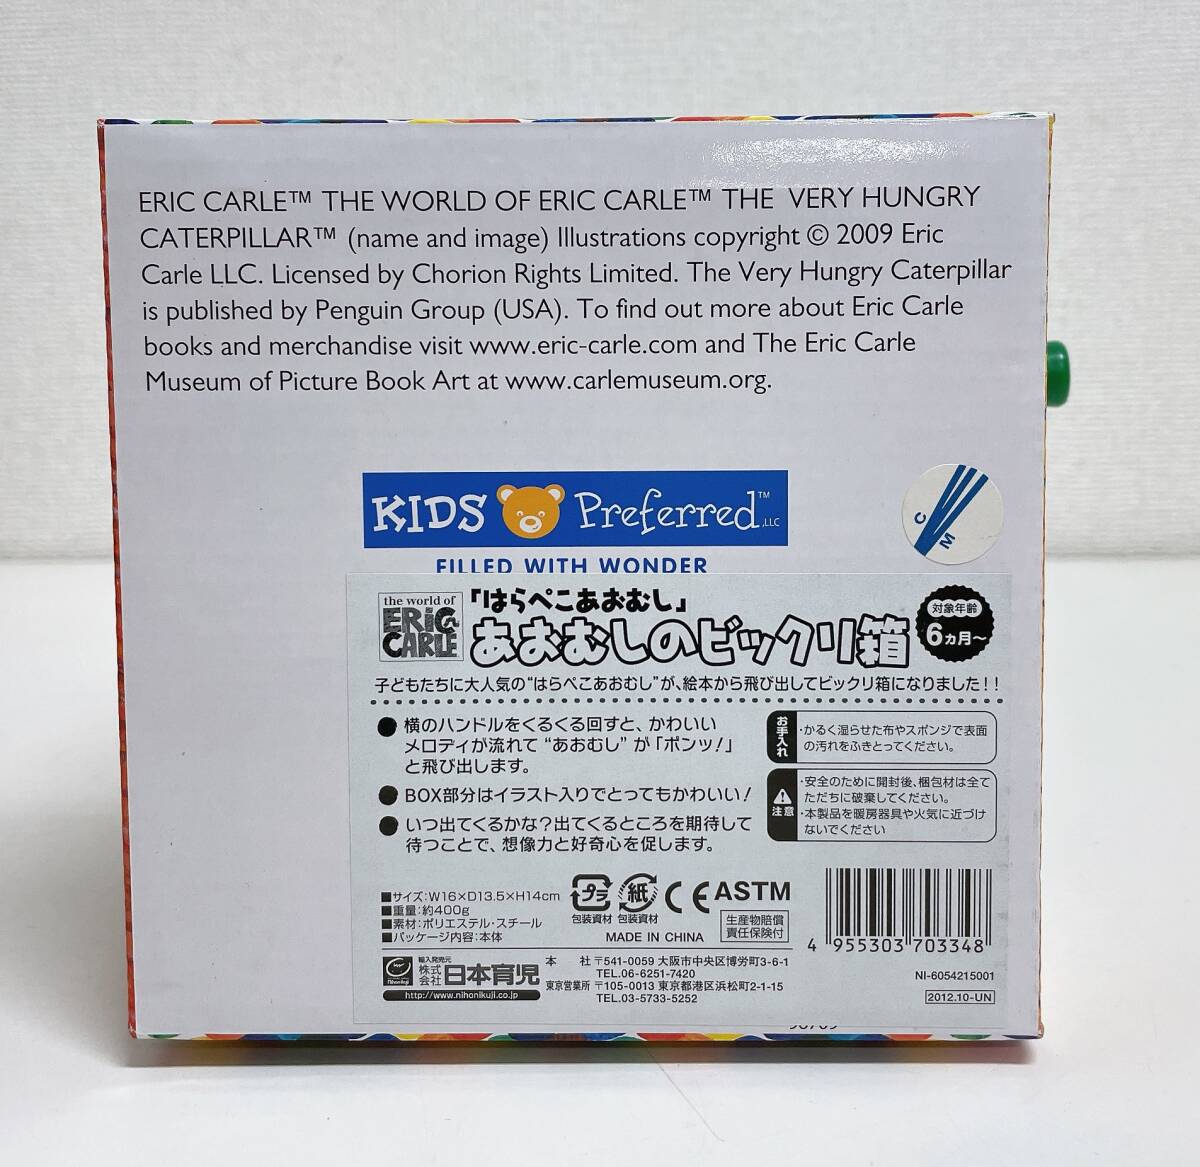 ERIC CARLE™ THE WORLD OF ERIC CARLE™ THE VERY HUNGRY
CATERPILLAR™ (name and image) Illustrations copyright © 2009 Eric
Carle LLC. Licensed by Chorion Rights Limited. The Very Hungry Caterpillar
is published by Penguin Group (USA). To find out more about Eric Carle
books and merchandise visit www.eric-carle.com and The Eric Carle
Museum of Picture Book Art at www.carlemuseum.org.
KIDS Preferred™,LLC
C M
FILLED WITH WONDER
the world of
ERiC CARLE
「はらぺこあおむし」
あおむしのビックリ箱
対象年齢
6ヵ月～
子どもたちに大人気の“はらぺこあおむし”が、絵本から飛び出してビックリ箱になりました!!
●横のハンドルをくるくる回すと、かわいい
メロディが流れて“あおむし”が「ポンッ!」
と飛び出します。
●BOX部分はイラスト入りでとってもかわいい!
●いつ出てくるかな?出てくるところを期待して
待つことで、想像力と好奇心を促します。
お手入れ
・かるく湿らせた布やスポンジで表面
の汚れをふきとってください。
注意
・安全のために開封後、梱包材は全て
ただちに破棄してください。
・本製品を暖房器具や火気に近づけ
ないでください
■サイズ:W16×D13.5×H14cm
■重量:約400g
■素材:ポリエステル・スチール
■パッケージ内容:本体
プラ
包装資材
紙
包装資材
CE ASTM
MADE IN CHINA
生産物賠償
責任保険付
4 955303 703348
NI-6054215001
2012.10-UN
Nihonikuji
輸入発売元
株式会社 日本育児
http://www.nihonikuji.co.jp
本 社 〒541-0059 大阪市中央区博労町3-6-1
TEL.06-6251-7420
東京営業所 〒105-0013 東京都港区浜松町2-1-15
TEL.03-5733-5252